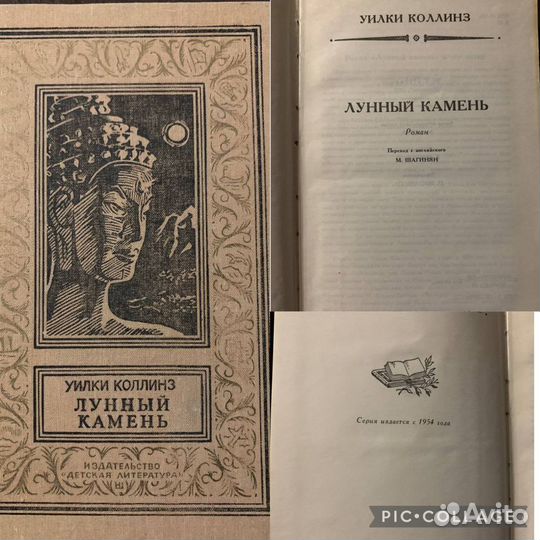 УИЛКИ КОЛЛИНЗ
ЛУННЫЙ
КАМЕНЬ
ИЗДАТЕЛЬСТВО
«ДЕТСКАЯ ЛИТЕРАТУРА»
УИЛКИ КОЛЛИНЗ
ЛУННЫЙ КАМЕНЬ
Роман
Перевод с английского
М. ШАГИНЯН
Серия издается с 1954 года
PIC•COLLAGE
Avito